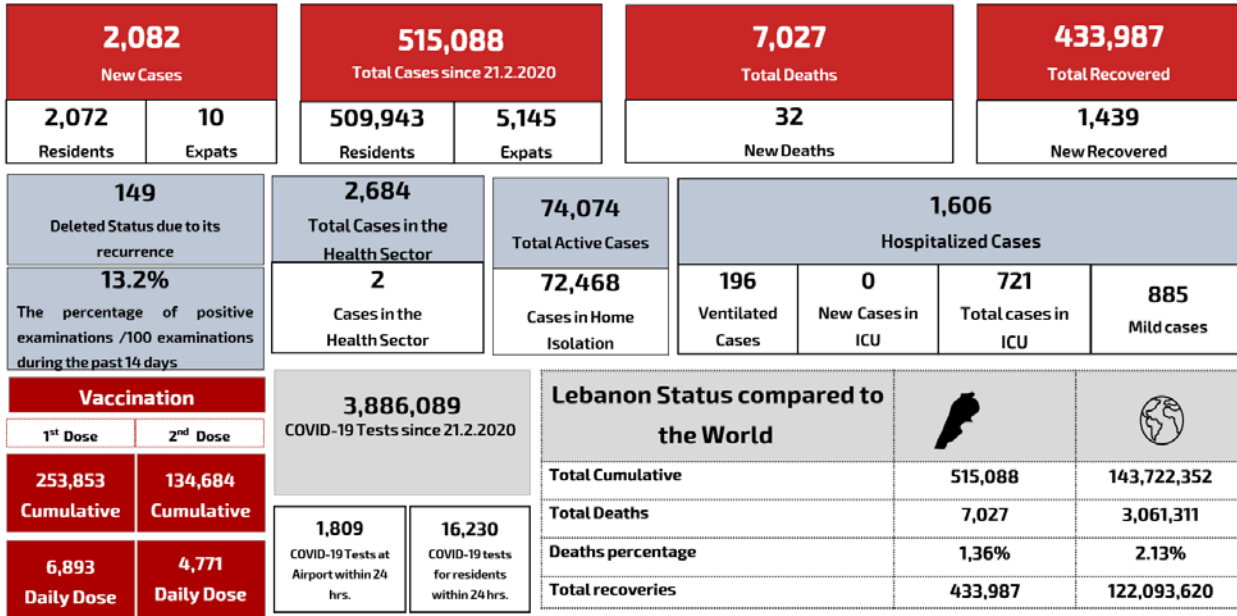 2,082
New Cases
2,072
Residents
10
Expats
515,088
Total Cases since 21.2.2020
509,943
Residents
5,145
Expats
7,027
Total Deaths
32
New Deaths
433,987
Total Recovered
1,439
New Recovered
149
Deleted Status due to its
recurrence
13.2%
The percentage of positive
examinations /100 examinations
during the past 14 days
2,684
Total Cases in the
Health Sector
2
Cases in the
Health Sector
74,074
Total Active Cases
72,468
Cases in Home
Isolation
1,606
Hospitalized Cases
196
Ventilated
Cases
0
New Cases in
ICU
721
Total cases in
ICU
885
Mild cases
Vaccination
1st Dose
2nd Dose
253,853
Cumulative
134,684
Cumulative
6,893
Daily Dose
4,771
Daily Dose
3,886,089
COVID-19 Tests since 21.2.2020
1,809
COVID-19 Tests at
Airport within 24
hrs.
16,230
COVID-19 tests
for residents
within 24 hrs.
Lebanon Status compared to
the World
Total Cumulative 515,088 143,722,352
Total Deaths 7,027 3,061,311
Deaths percentage 1,36% 2.13%
Total recoveries 433,987 122,093,620